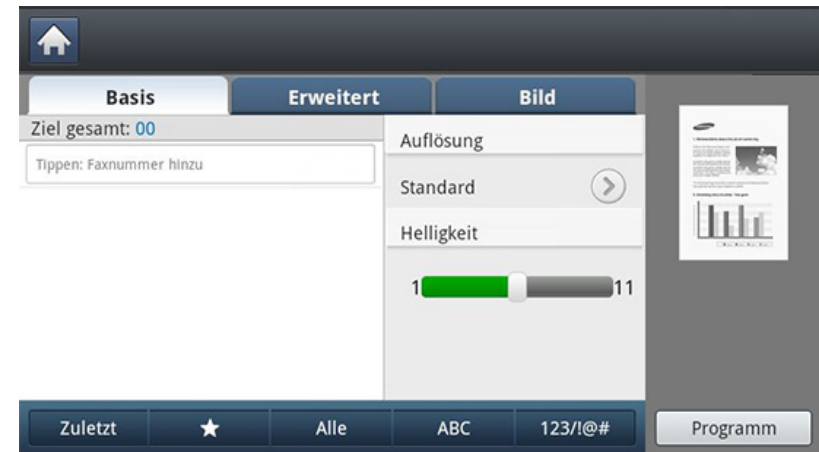 Basis
Erweitert
Bild
Ziel gesamt: 00
Tippen: Faxnummer hinzu
Auflösung
Standard
Helligkeit
1
11
Zuletzt
★
Alle
ABC
123/!@#
Programm